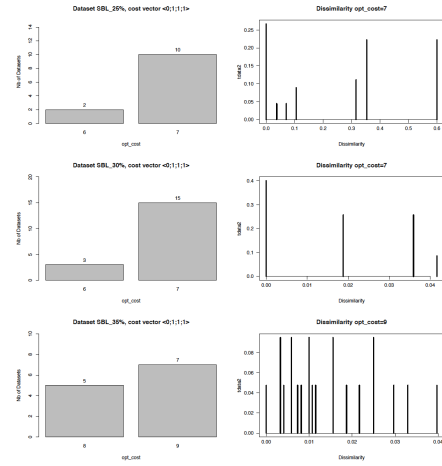 Dataset SBL_25%, cost vector <0;1;1;1>
Nb of Datasets
0 2 4 6 8 10 12 14
2
10
6 7
opt_cost
Dissimilarity opt_cost=7
tdata2
0.25
0.20
0.15
0.10
0.05
0.00
0.0 0.1 0.2 0.3 0.4 0.5 0.6
Dissimilarity
Dataset SBL_30%, cost vector <0;1;1;1>
Nb of Datasets
0 5 10 15 20
3
15
6 7
opt_cost
Dissimilarity opt_cost=7
tdata2
0.4
0.3
0.2
0.1
0.0
0.00 0.01 0.02 0.03 0.04
Dissimilarity
Dataset SBL_35%, cost vector <0;1;1;1>
Nb of Datasets
0 2 4 6 8 10
5
7
8 9
opt_cost
Dissimilarity opt_cost=9
tdata2
0.08
0.06
0.04
0.02
0.00
0.00 0.01 0.02 0.03 0.04
Dissimilarity